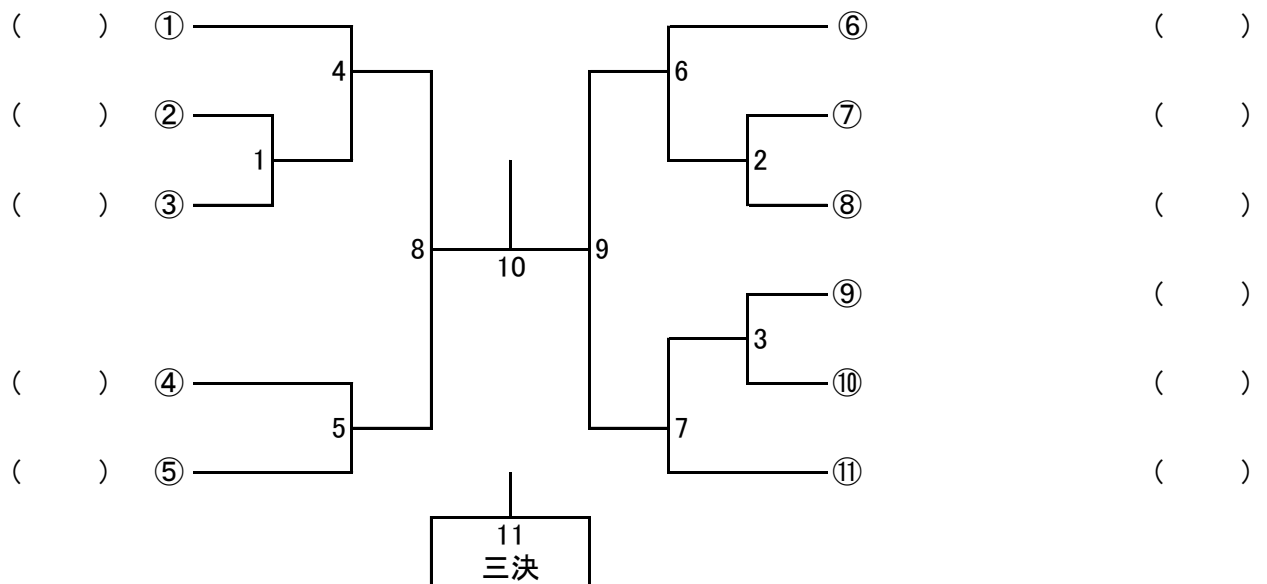 (　　) ① ⑥ (　　)
4 6
(　　) ② ⑦ (　　)
1 2
(　　) ③ ⑧ (　　)
8 10 9
⑨ (　　)
3
(　　) ④ ⑩ (　　)
5 7
(　　) ⑤ ⑪ (　　)
11
三決